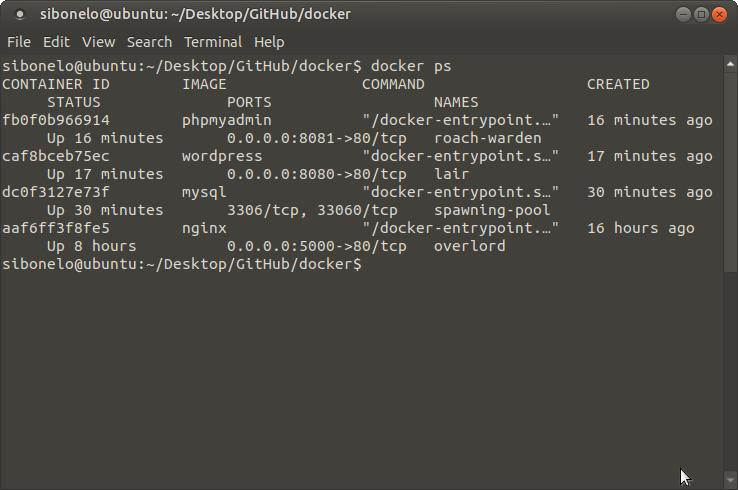 sibonelo@ubuntu: ~/Desktop/GitHub/docker
File Edit View Search Terminal Help
sibonelo@ubuntu:~/Desktop/GitHub/docker$ docker ps
CONTAINER ID        IMAGE               COMMAND                  CREATED
     STATUS              PORTS                  NAMES
fb0f0b966914        phpmyadmin          "/docker-entrypoint.…"   16 minutes ago
     Up 16 minutes       0.0.0.0:8081->80/tcp   roach-warden
caf8bceb75ec        wordpress           "docker-entrypoint.s…"   17 minutes ago
     Up 17 minutes       0.0.0.0:8080->80/tcp   lair
dc0f3127e73f        mysql               "docker-entrypoint.s…"   30 minutes ago
     Up 30 minutes       3306/tcp, 33060/tcp    spawning-pool
aaf6ff3f8fe5        nginx               "/docker-entrypoint.…"   16 hours ago
     Up 8 hours          0.0.0.0:5000->80/tcp   overlord
sibonelo@ubuntu:~/Desktop/GitHub/docker$